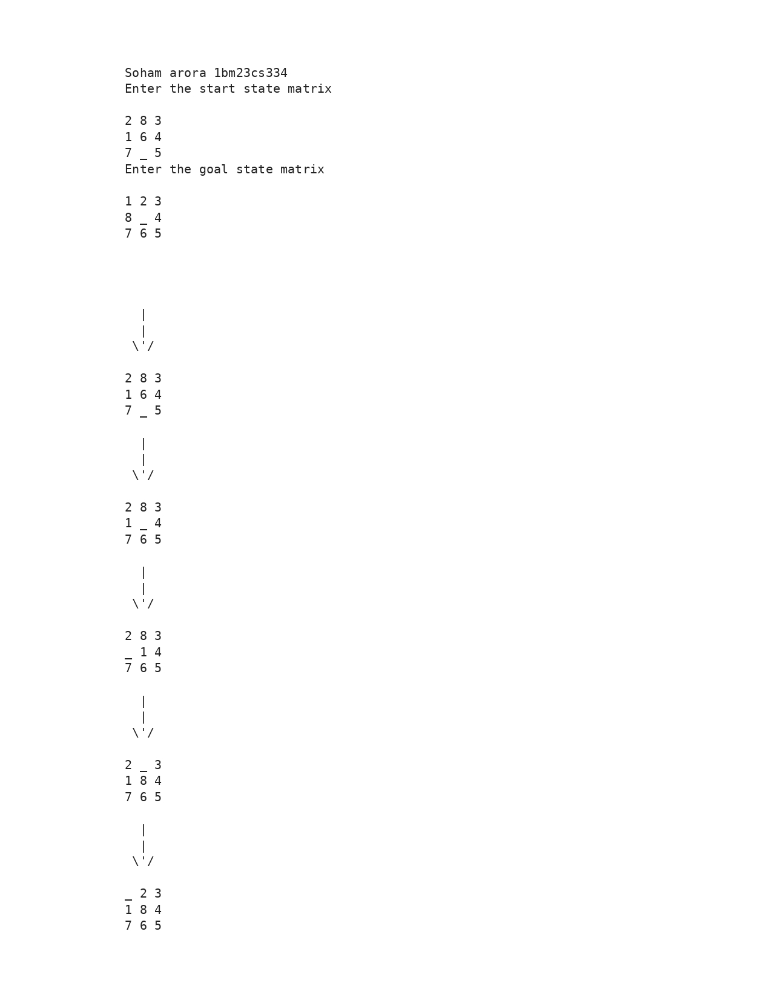 Soham arora 1bm23cs334
Enter the start state matrix
2 8 3
1 6 4
7 _ 5
Enter the goal state matrix
1 2 3
8 _ 4
7 6 5
|
|
\'/
2 8 3
1 6 4
7 _ 5
|
|
\'/
2 8 3
1 _ 4
7 6 5
|
|
\'/
2 8 3
_ 1 4
7 6 5
|
|
\'/
2 _ 3
1 8 4
7 6 5
|
|
\'/
_ 2 3
1 8 4
7 6 5